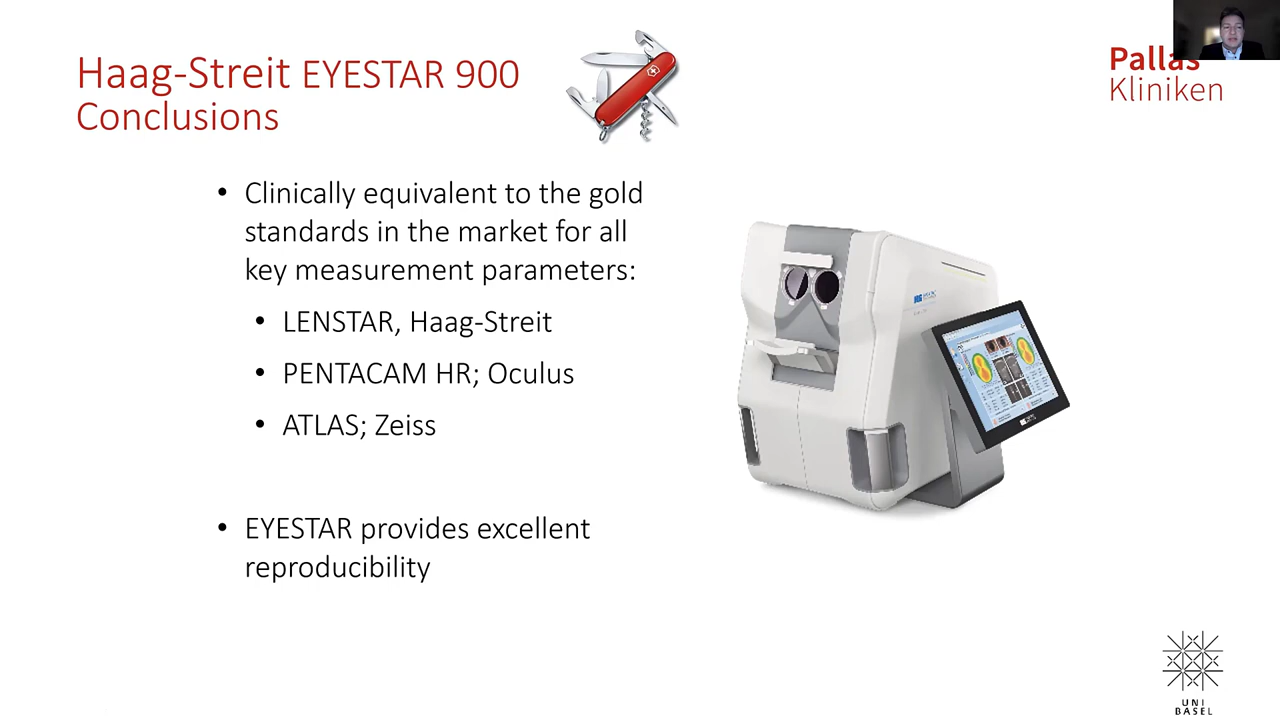 Haag-Streit EYESTAR 900
Conclusions
Pallas
Kliniken
• Clinically equivalent to the gold
standards in the market for all
key measurement parameters:
• LENSTAR, Haag-Streit
• PENTACAM HR; Oculus
• ATLAS; Zeiss
• EYESTAR provides excellent
reproducibility
UNI
BASEL